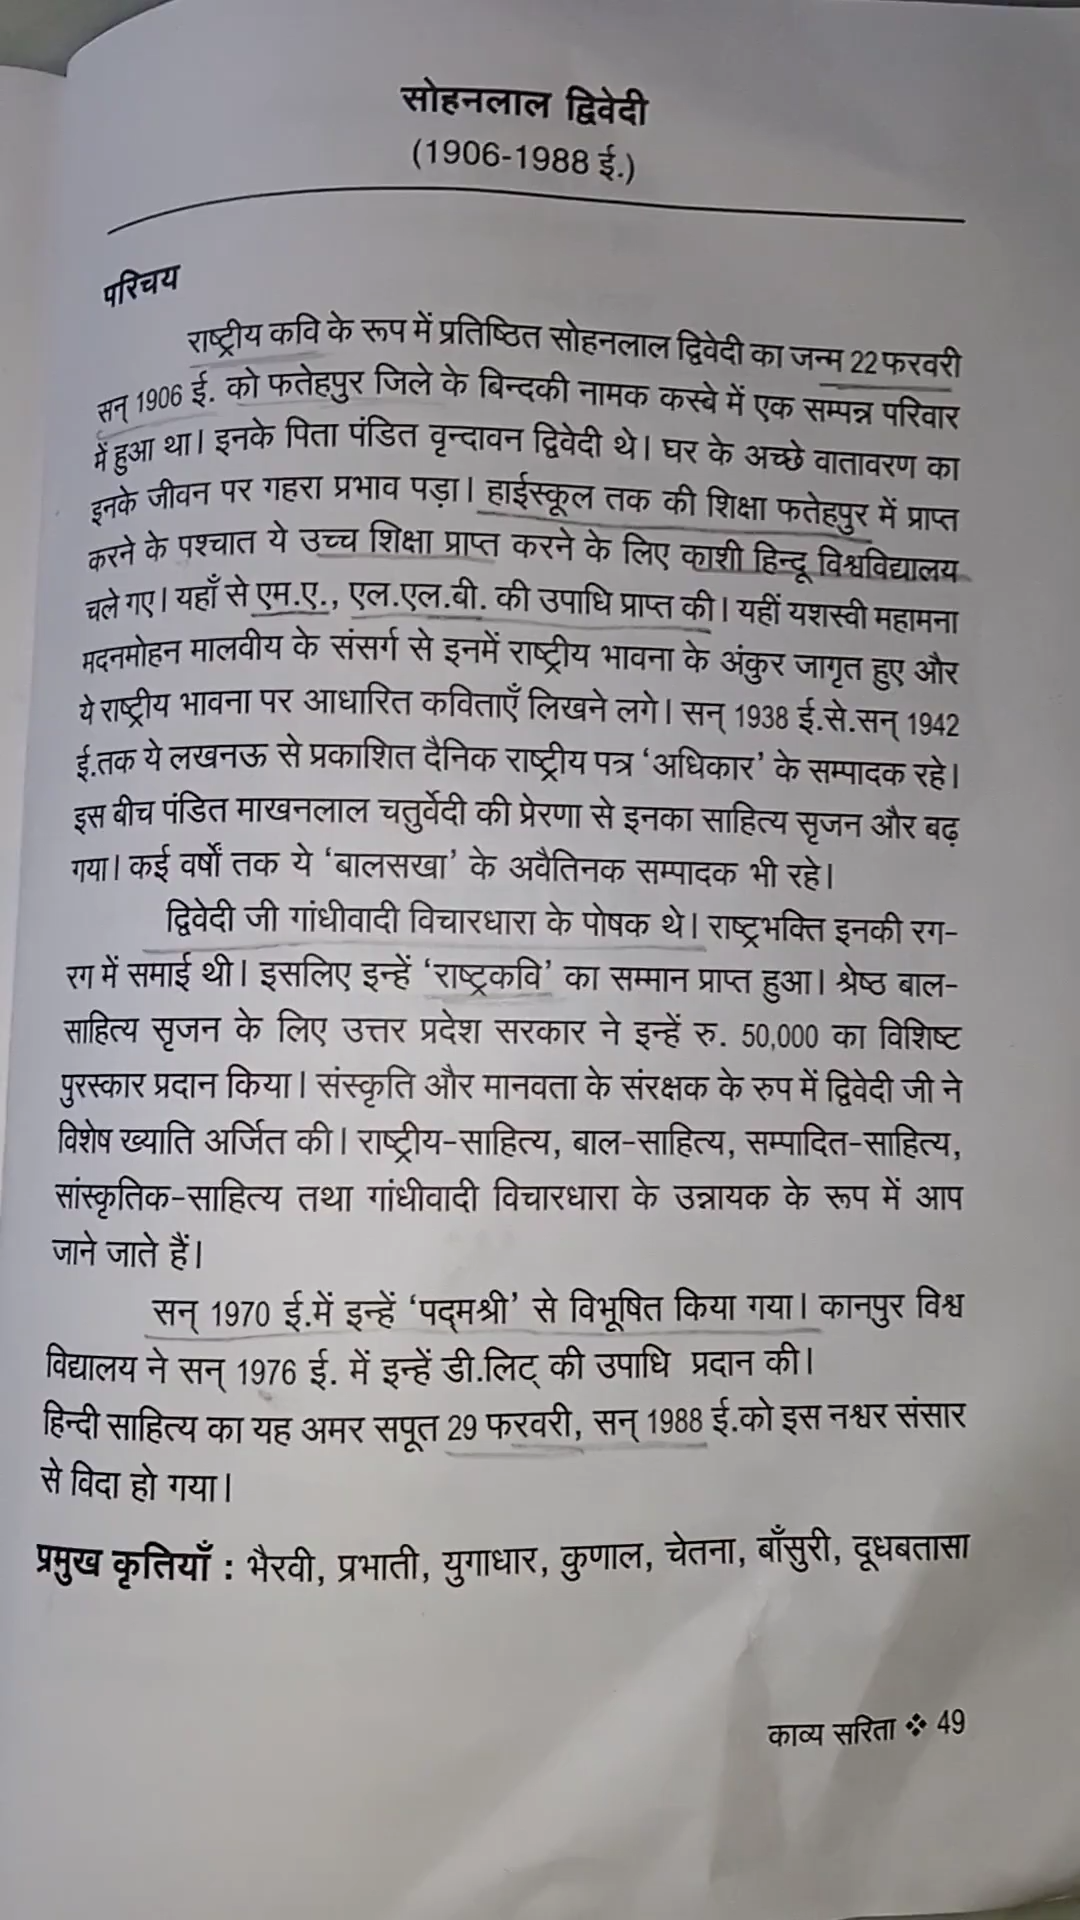 सोहनलाल द्विवेदी
(1906-1988 ई.)
परिचय
राष्ट्रीय कवि के रूप में प्रतिष्ठित सोहनलाल द्विवेदी का जन्म 22 फरवरी
सन् 1906 ई. को फतेहपुर जिले के बिन्दकी नामक कस्बे में एक सम्पन्न परिवार
में हुआ था। इनके पिता पंडित वृन्दावन द्विवेदी थे। घर के अच्छे वातावरण का
इनके जीवन पर गहरा प्रभाव पड़ा। हाईस्कूल तक की शिक्षा फतेहपुर में प्राप्त
करने के पश्चात ये उच्च शिक्षा प्राप्त करने के लिए काशी हिन्दू विश्वविद्यालय
चले गए। यहाँ से एम.ए., एल.एल.बी. की उपाधि प्राप्त की। यहीं यशस्वी महामना
मदनमोहन मालवीय के संसर्ग से इनमें राष्ट्रीय भावना के अंकुर जागृत हुए और
ये राष्ट्रीय भावना पर आधारित कविताएँ लिखने लगे। सन् 1938 ई.से.सन् 1942
ई.तक ये लखनऊ से प्रकाशित दैनिक राष्ट्रीय पत्र ‘अधिकार’ के सम्पादक रहे।
इस बीच पंडित माखनलाल चतुर्वेदी की प्रेरणा से इनका साहित्य सृजन और बढ़
गया। कई वर्षों तक ये ‘बालसखा’ के अवैतिनक सम्पादक भी रहे।
द्विवेदी जी गांधीवादी विचारधारा के पोषक थे। राष्ट्रभक्ति इनकी रग-
रग में समाई थी। इसलिए इन्हें ‘राष्ट्रकवि’ का सम्मान प्राप्त हुआ। श्रेष्ठ बाल-
साहित्य सृजन के लिए उत्तर प्रदेश सरकार ने इन्हें रु. 50,000 का विशिष्ट
पुरस्कार प्रदान किया। संस्कृति और मानवता के संरक्षक के रुप में द्विवेदी जी ने
विशेष ख्याति अर्जित की। राष्ट्रीय-साहित्य, बाल-साहित्य, सम्पादित-साहित्य,
सांस्कृतिक-साहित्य तथा गांधीवादी विचारधारा के उन्नायक के रूप में आप
जाने जाते हैं।
सन् 1970 ई.में इन्हें ‘पद्मश्री’ से विभूषित किया गया। कानपुर विश्व
विद्यालय ने सन् 1976 ई. में इन्हें डी.लिट् की उपाधि प्रदान की।
हिन्दी साहित्य का यह अमर सपूत 29 फरवरी, सन् 1988 ई.को इस नश्वर संसार
से विदा हो गया।
प्रमुख कृतियाँ : भैरवी, प्रभाती, युगाधार, कुणाल, चेतना, बाँसुरी, दूधबतासा
काव्य सरिता ❖ 49